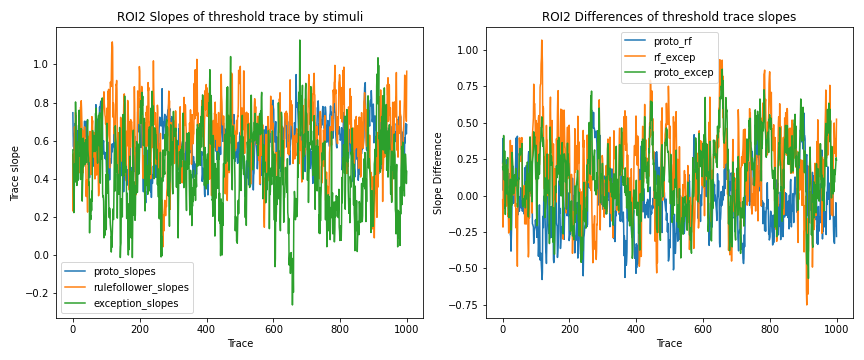 ROI2 Slopes of threshold trace by stimuli
Trace slope
1.0
0.8
0.6
0.4
0.2
0.0
−0.2
proto_slopes
rulefollower_slopes
exception_slopes
0 200 400 600 800 1000
Trace
ROI2 Differences of threshold trace slopes
Slope Difference
1.00
0.75
0.50
0.25
0.00
−0.25
−0.50
−0.75
proto_rf
rf_excep
proto_excep
0 200 400 600 800 1000
Trace